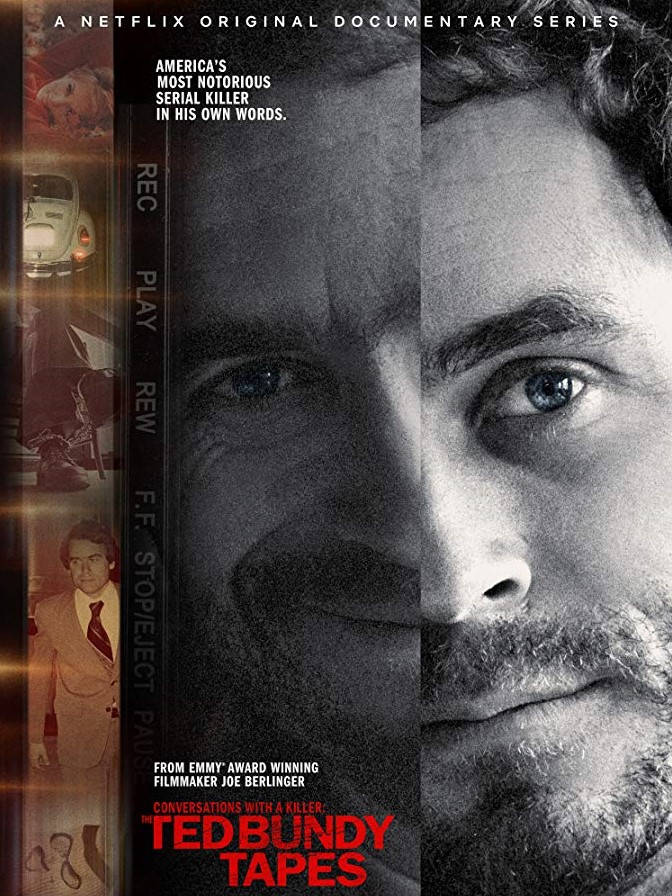 A NETFLIX ORIGINAL DOCUMENTARY SERIES
AMERICA'S
MOST NOTORIOUS
SERIAL KILLER
IN HIS OWN WORDS.
REC
PLAY
REW
F.F.
STOP/EJECT
PAUSE
FROM EMMY® AWARD WINNING
FILMMAKER JOE BERLINGER
CONVERSATIONS WITH A KILLER:
THE TED BUNDY
TAPES